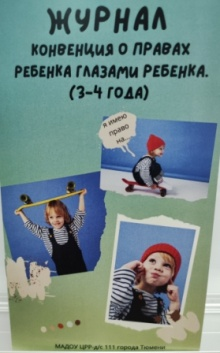 ЖУРНАЛ
КОНВЕНЦИЯ О ПРАВАХ
РЕБЕНКА ГЛАЗАМИ РЕБЕНКА.
(3-4 ГОДА)
я имею
право
на...
МАДОУ ЦРР д/с 111 города Тюмени